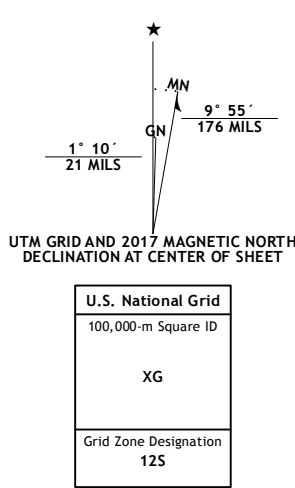 ★
MN
GN
9° 55´
176 MILS
1° 10´
21 MILS
UTM GRID AND 2017 MAGNETIC NORTH
DECLINATION AT CENTER OF SHEET
U.S. National Grid
100,000-m Square ID
XG
Grid Zone Designation
12S